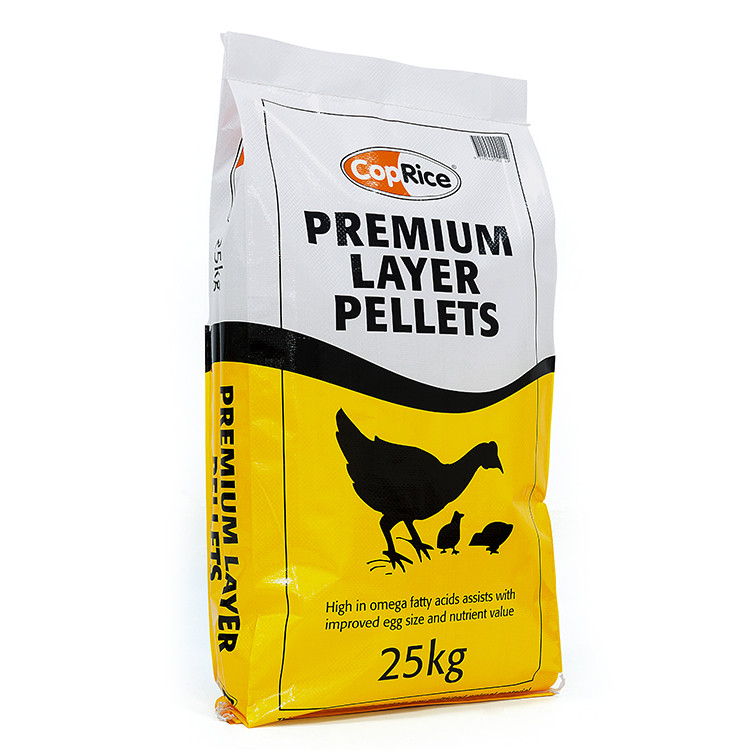 CopRice®
PREMIUM
LAYER
PELLETS
High in omega fatty acids assists with
improved egg size and nutrient value
25kg
25kg
PREMIUM LAYER
PELLETS